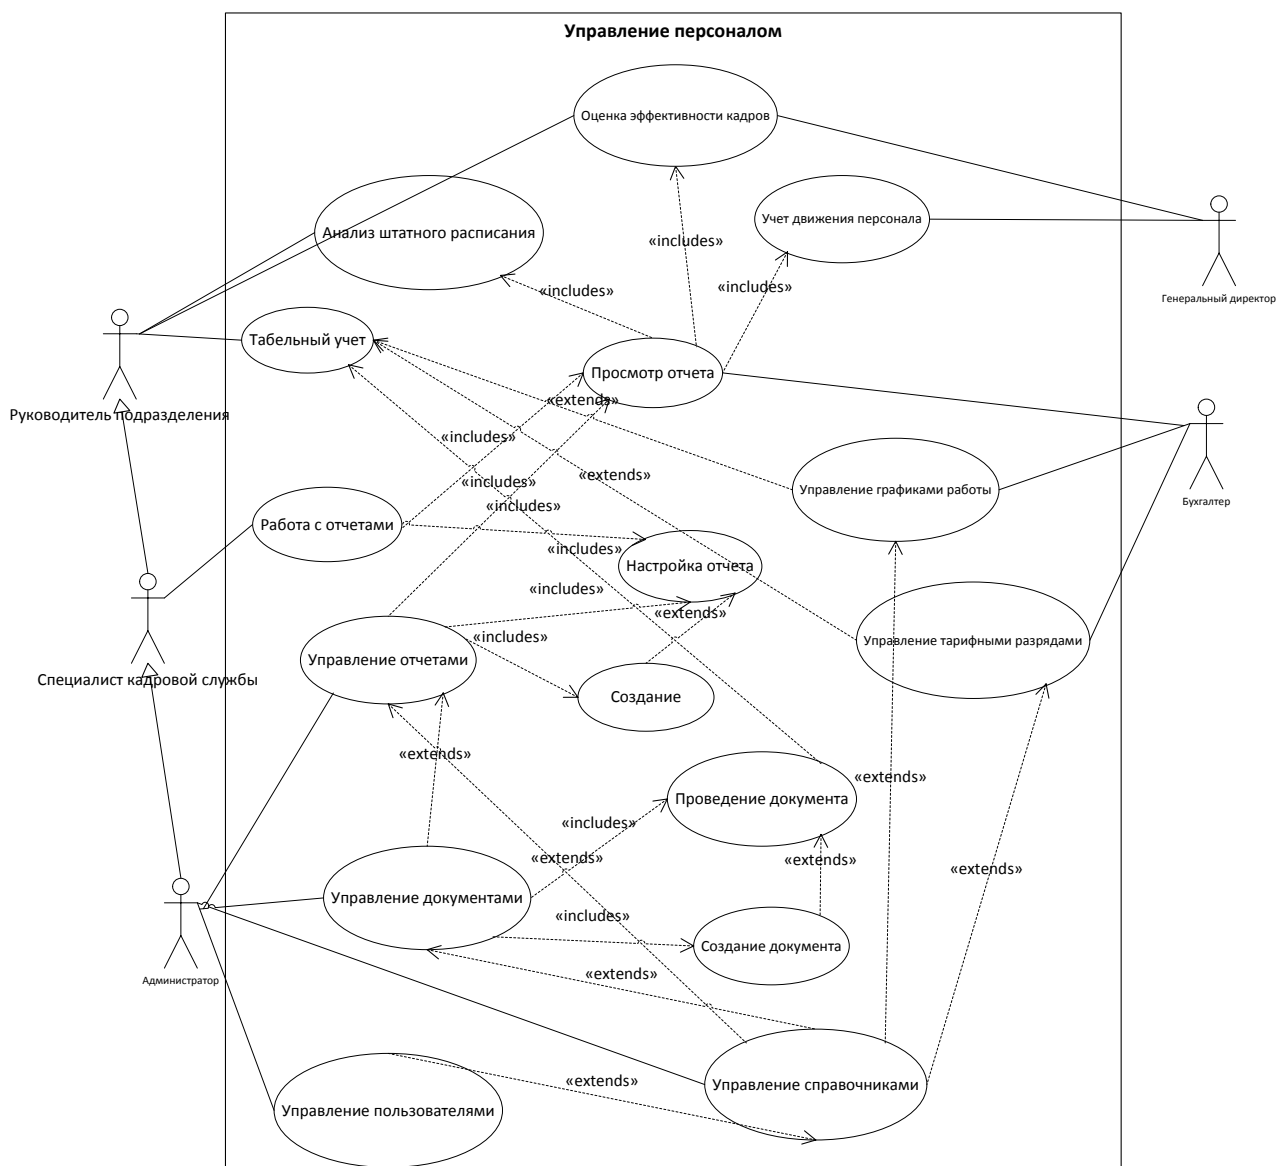 Управление персоналом
Оценка эффективности кадров
Учет движения персонала
Анализ штатного расписания
«includes»
«includes»
«includes»
Генеральный директор
Табельный учет
Просмотр отчета
«extends»
Руководитель подразделения
«includes»
«extends»
«includes»
Управление графиками работы
Бухгалтер
«includes»
Работа с отчетами
«includes»
Настройка отчета
«includes»
«extends»
«includes»
Управление тарифными разрядами
Управление отчетами
Специалист кадровой службы
Создание
«extends»
«extends»
Проведение документа
«includes»
«extends»
«extends»
«extends»
Управление документами
«includes»
Создание документа
Администратор
«extends»
«extends»
Управление справочниками
Управление пользователями